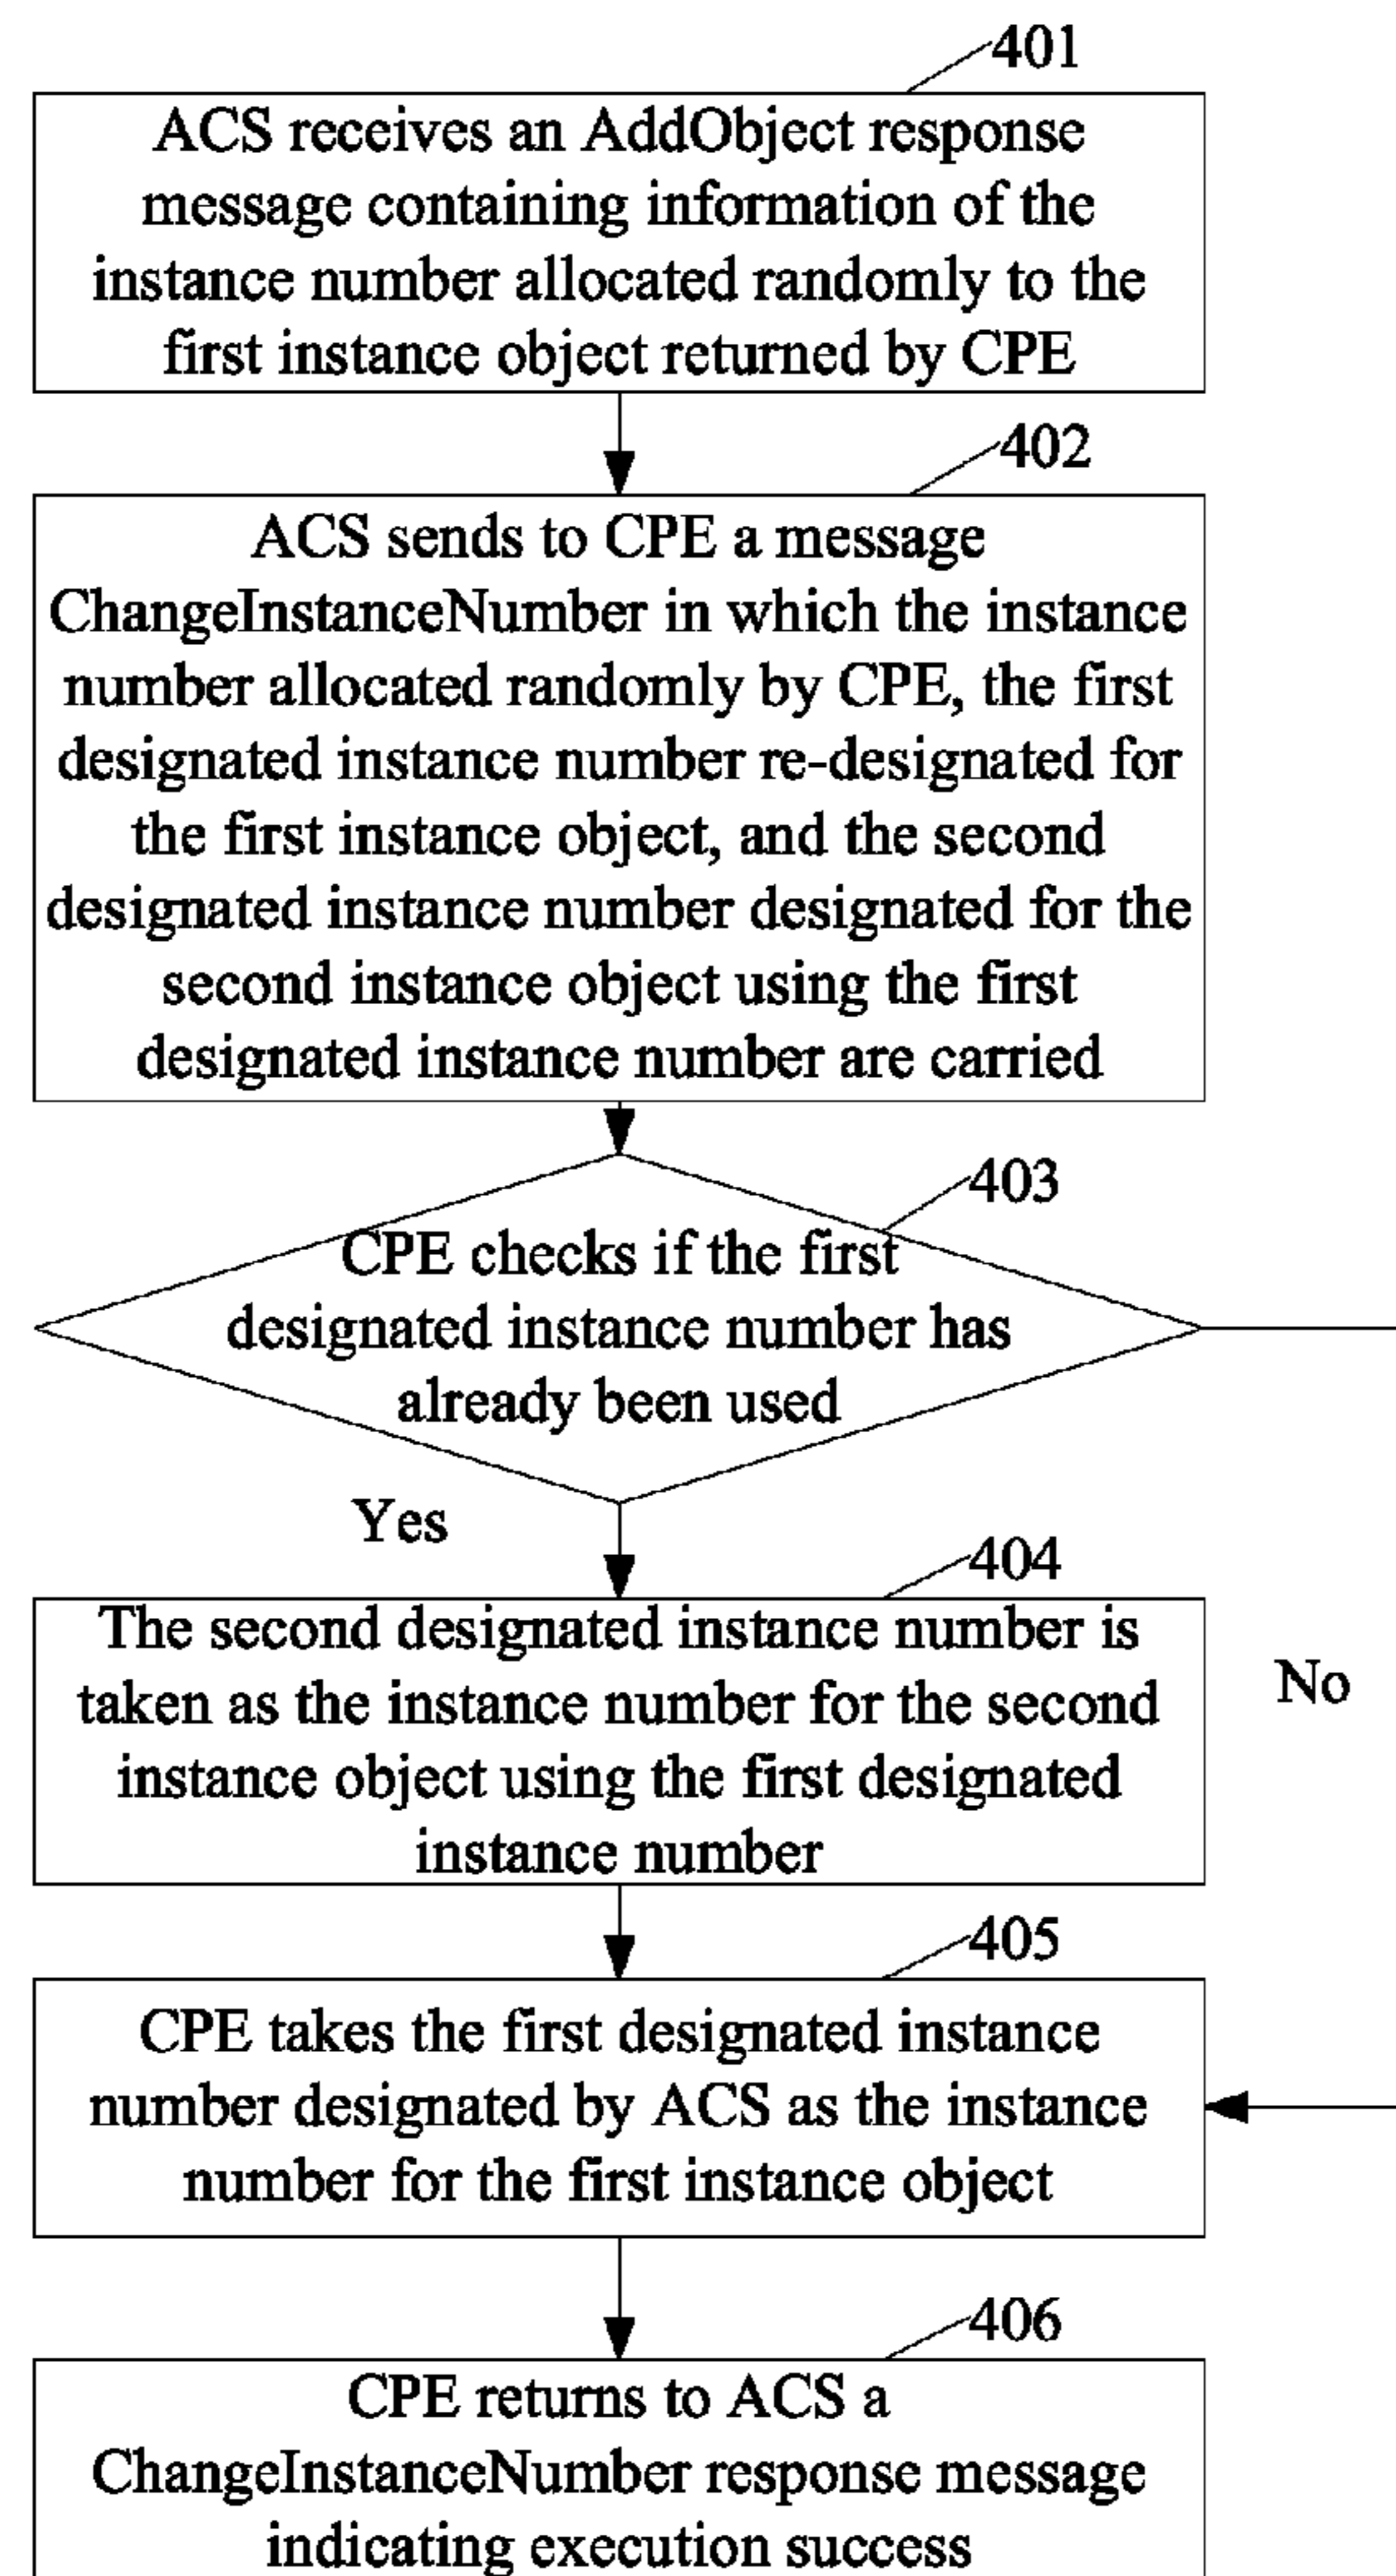 401
ACS receives an AddObject response
message containing information of the
instance number allocated randomly to the
first instance object returned by CPE
402
ACS sends to CPE a message
ChangeInstanceNumber in which the instance
number allocated randomly by CPE, the first
designated instance number re-designated for
the first instance object, and the second
designated instance number designated for the
second instance object using the first
designated instance number are carried
403
CPE checks if the first
designated instance number has
already been used
Yes
404
The second designated instance number is
taken as the instance number for the second
instance object using the first designated
instance number
No
405
CPE takes the first designated instance
number designated by ACS as the instance
number for the first instance object
406
CPE returns to ACS a
ChangeInstanceNumber response message
indicating execution success